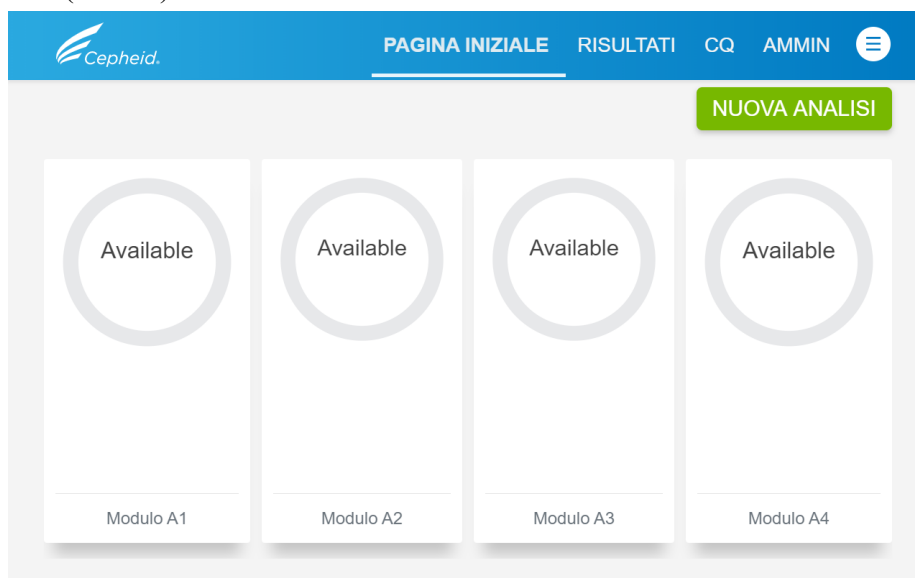 Cepheid.
PAGINA INIZIALE RISULTATI CQ AMMIN
NUOVA ANALISI
Available Available Available Available
Modulo A1 Modulo A2 Modulo A3 Modulo A4